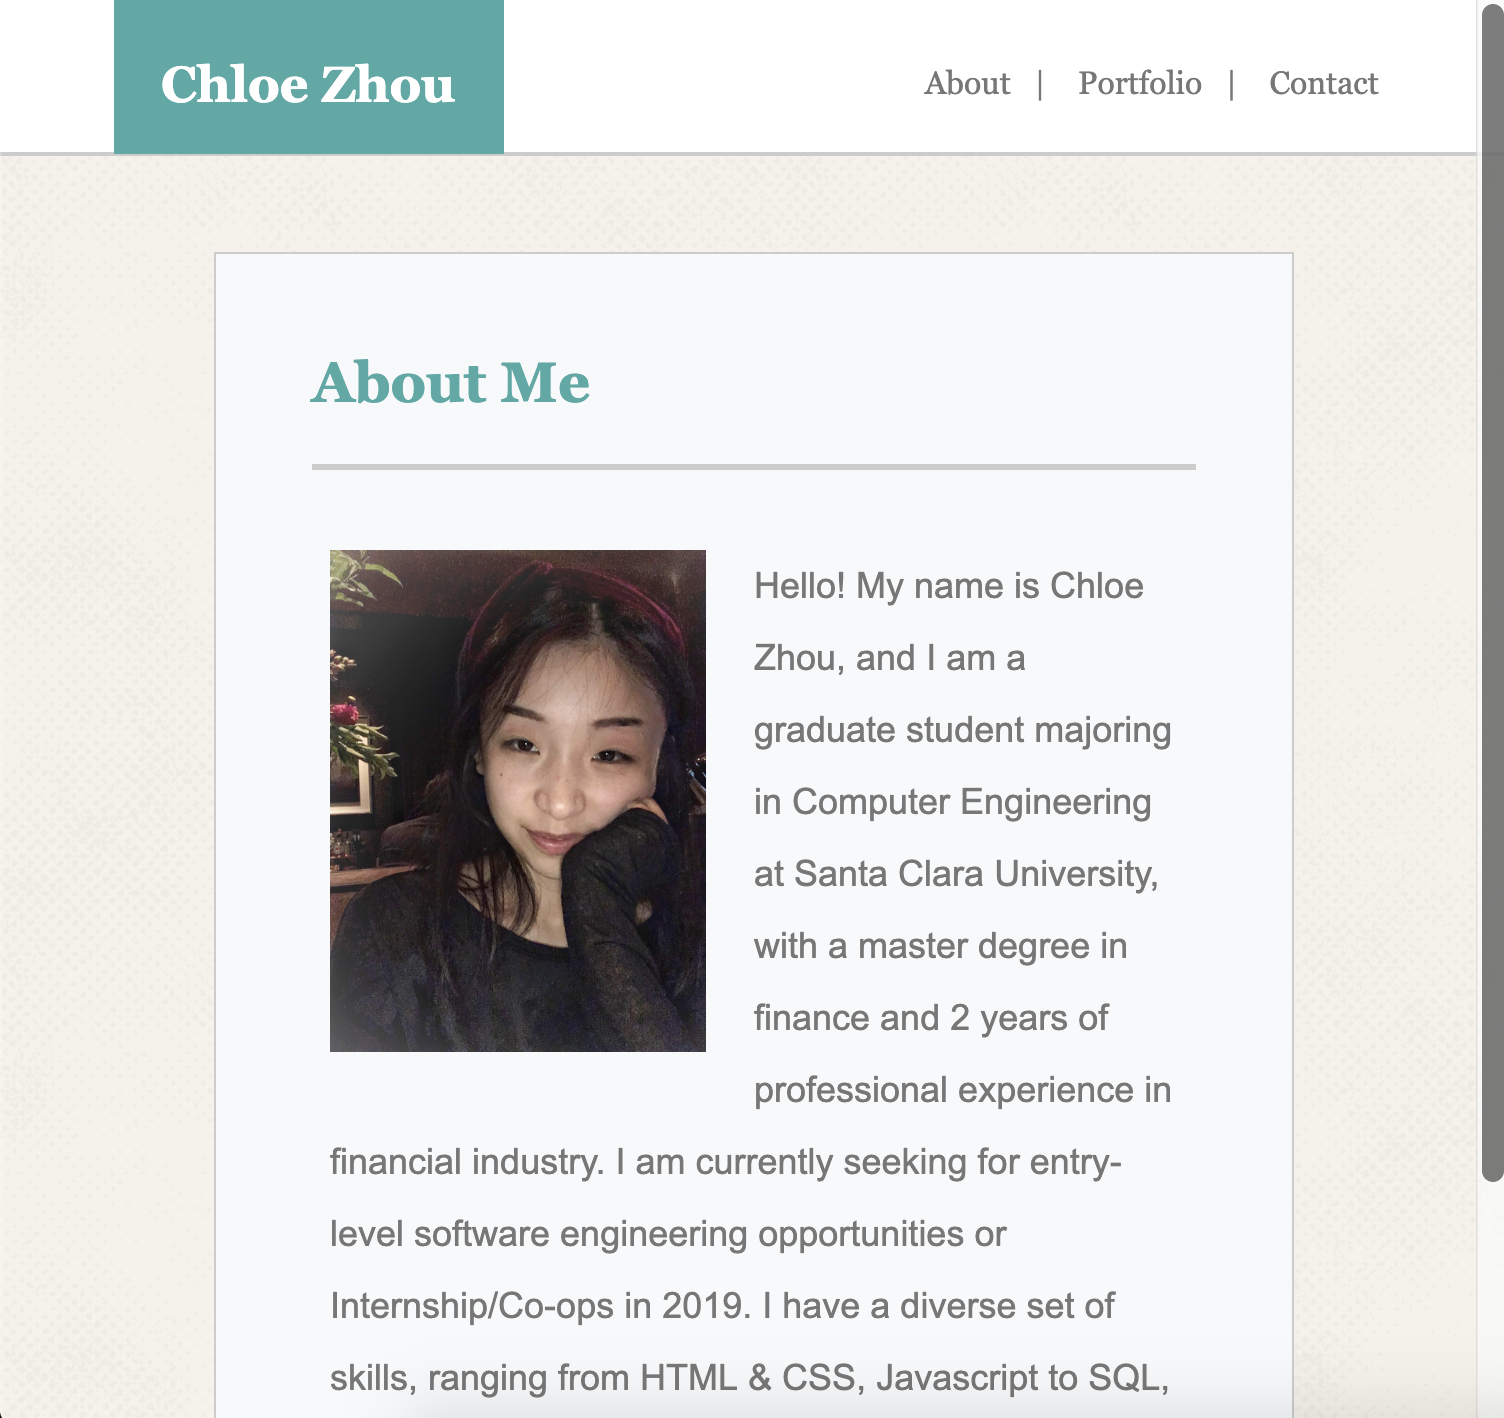 Chloe Zhou
About | Portfolio | Contact
About Me
Hello! My name is Chloe
Zhou, and I am a
graduate student majoring
in Computer Engineering
at Santa Clara University,
with a master degree in
finance and 2 years of
professional experience in
financial industry. I am currently seeking for entry-
level software engineering opportunities or
Internship/Co-ops in 2019. I have a diverse set of
skills, ranging from HTML & CSS, Javascript to SQL,